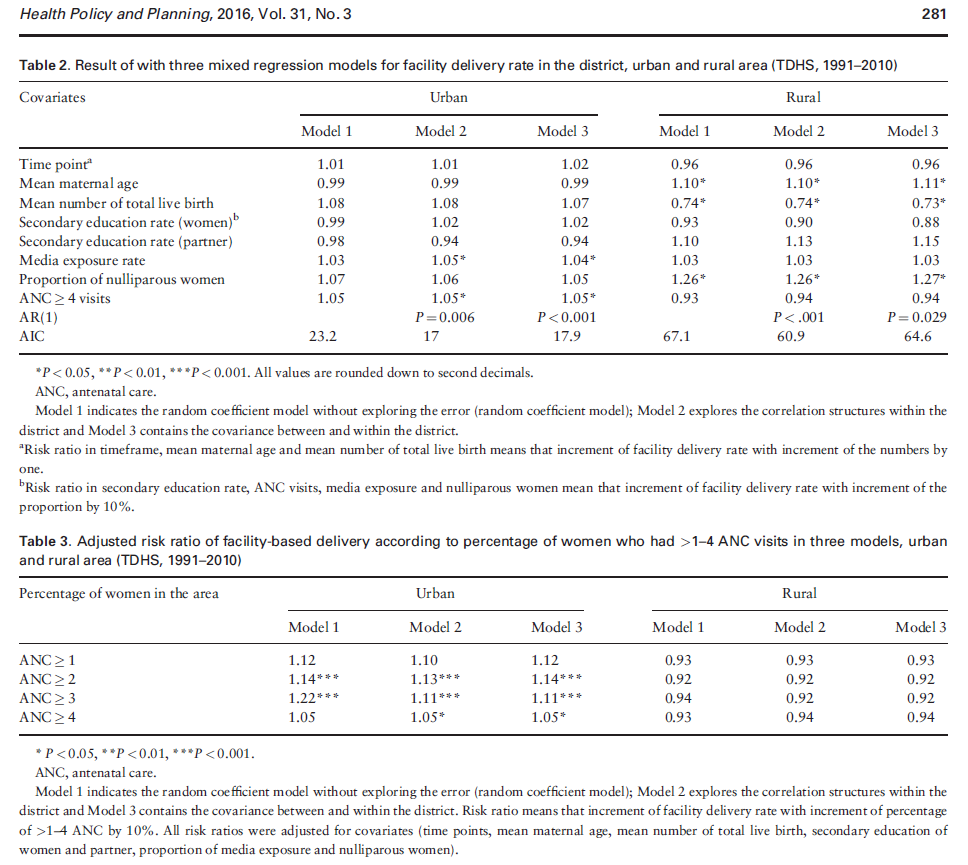 Health Policy and Planning, 2016, Vol. 31, No. 3 281
Table 2. Result of with three mixed regression models for facility delivery rate in the district, urban and rural area (TDHS, 1991–2010)
Covariates Urban Rural
Model 1 Model 2 Model 3 Model 1 Model 2 Model 3
Time pointᵃ 1.01 1.01 1.02 0.96 0.96 0.96
Mean maternal age 0.99 0.99 0.99 1.10* 1.10* 1.11*
Mean number of total live birth 1.08 1.08 1.07 0.74* 0.74* 0.73*
Secondary education rate (women)ᵇ 0.99 1.02 1.02 0.93 0.90 0.88
Secondary education rate (partner) 0.98 0.94 0.94 1.10 1.13 1.15
Media exposure rate 1.03 1.05* 1.04* 1.03 1.03 1.03
Proportion of nulliparous women 1.07 1.06 1.05 1.26* 1.26* 1.27*
ANC ≥ 4 visits 1.05 1.05* 1.05* 0.93 0.94 0.94
AR(1) P = 0.006 P < 0.001 P < .001 P = 0.029
AIC 23.2 17 17.9 67.1 60.9 64.6
*P < 0.05, **P < 0.01, ***P < 0.001. All values are rounded down to second decimals.
ANC, antenatal care.
Model 1 indicates the random coefficient model without exploring the error (random coefficient model); Model 2 explores the correlation structures within the
district and Model 3 contains the covariance between and within the district.
ᵃRisk ratio in timeframe, mean maternal age and mean number of total live birth means that increment of facility delivery rate with increment of the numbers by
one.
ᵇRisk ratio in secondary education rate, ANC visits, media exposure and nulliparous women mean that increment of facility delivery rate with increment of the
proportion by 10%.
Table 3. Adjusted risk ratio of facility-based delivery according to percentage of women who had >1–4 ANC visits in three models, urban
and rural area (TDHS, 1991–2010)
Percentage of women in the area Urban Rural
Model 1 Model 2 Model 3 Model 1 Model 2 Model 3
ANC ≥ 1 1.12 1.10 1.12 0.93 0.93 0.93
ANC ≥ 2 1.14*** 1.13*** 1.14*** 0.92 0.92 0.92
ANC ≥ 3 1.22*** 1.11*** 1.11*** 0.94 0.92 0.92
ANC ≥ 4 1.05 1.05* 1.05* 0.93 0.94 0.94
* P < 0.05, **P < 0.01, ***P < 0.001.
ANC, antenatal care.
Model 1 indicates the random coefficient model without exploring the error (random coefficient model); Model 2 explores the correlation structures within the
district and Model 3 contains the covariance between and within the district. Risk ratio means that increment of facility delivery rate with increment of percentage
of >1–4 ANC by 10%. All risk ratios were adjusted for covariates (time points, mean maternal age, mean number of total live birth, secondary education of
women and partner, proportion of media exposure and nulliparous women).